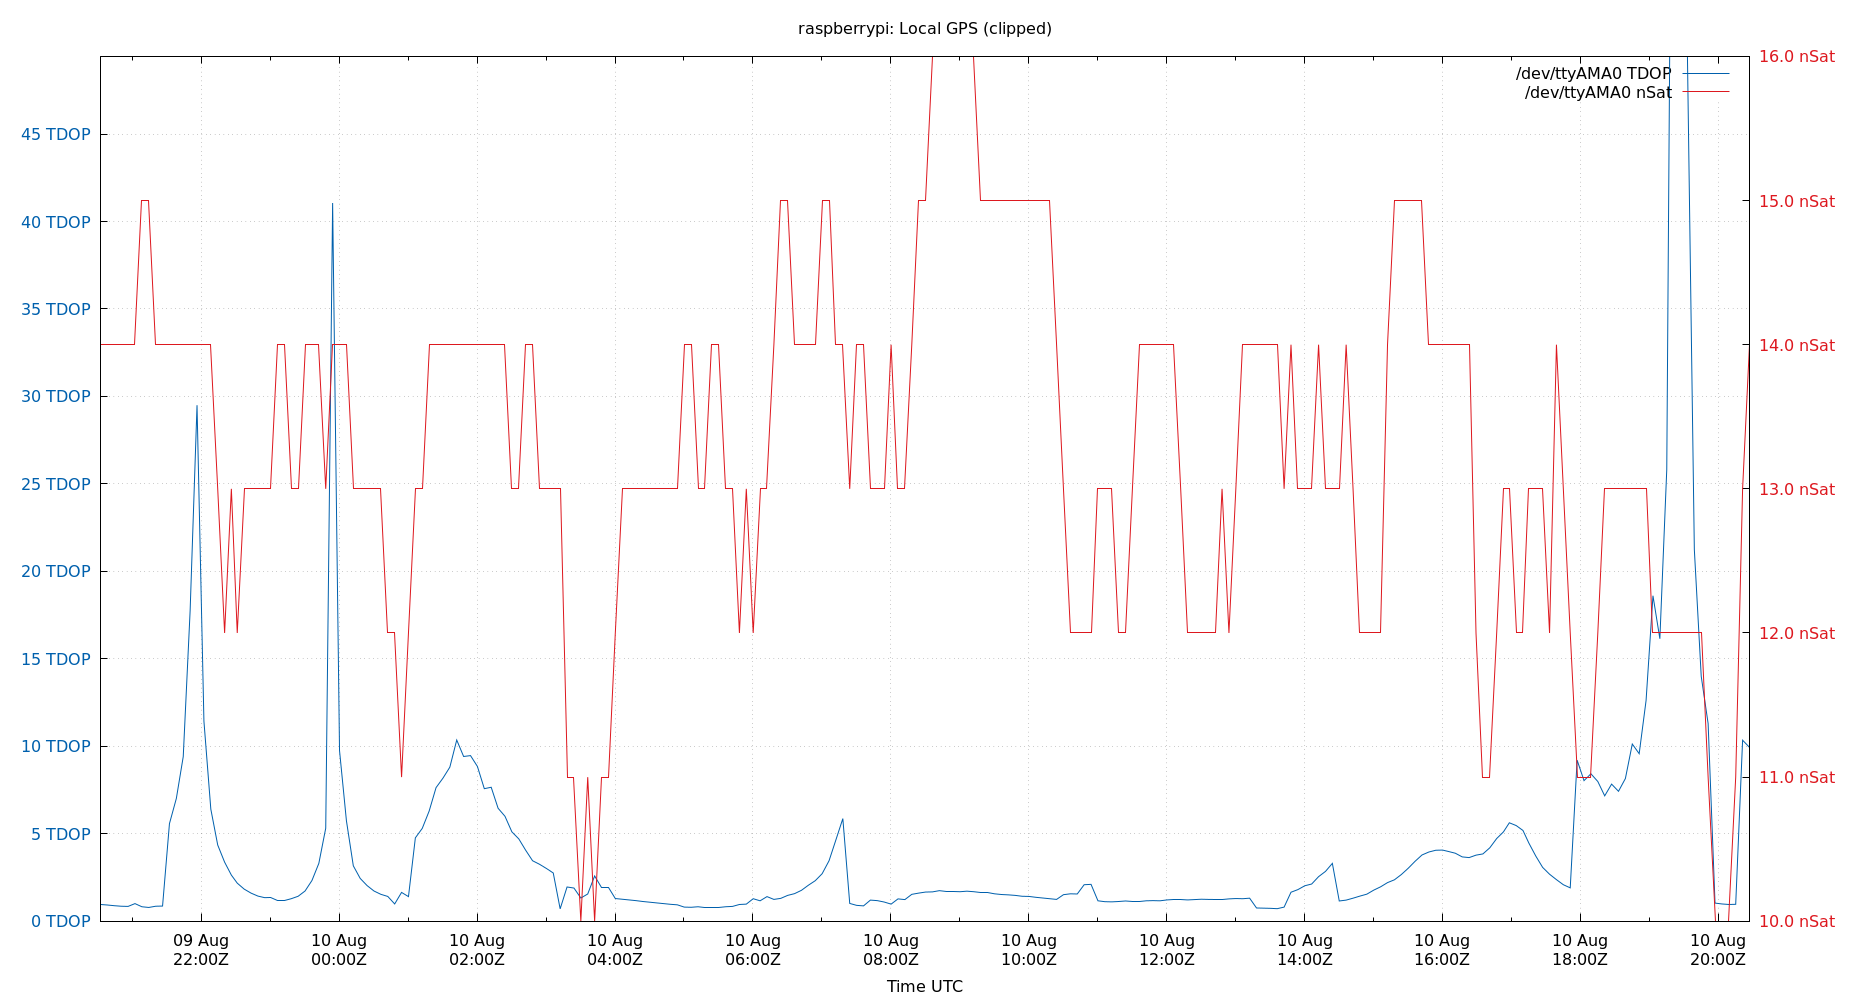 raspberrypi: Local GPS (clipped)
16.0 nSat
/dev/ttyAMA0 TDOP
/dev/ttyAMA0 nSat
45 TDOP
15.0 nSat
40 TDOP
35 TDOP
14.0 nSat
30 TDOP
25 TDOP
13.0 nSat
20 TDOP
12.0 nSat
15 TDOP
10 TDOP
11.0 nSat
5 TDOP
0 TDOP
10.0 nSat
09 Aug 10 Aug 10 Aug 10 Aug 10 Aug 10 Aug 10 Aug 10 Aug 10 Aug 10 Aug 10 Aug 10 Aug
22:00Z 00:00Z 02:00Z 04:00Z 06:00Z 08:00Z 10:00Z 12:00Z 14:00Z 16:00Z 18:00Z 20:00Z
Time UTC